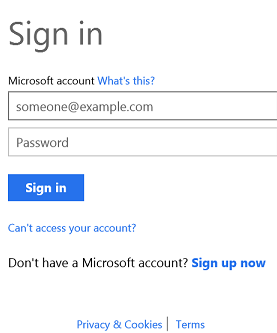 Sign in
Microsoft account What's this?
someone@example.com
Password
Sign in
Can't access your account?
Don't have a Microsoft account? Sign up now
Privacy & Cookies | Terms